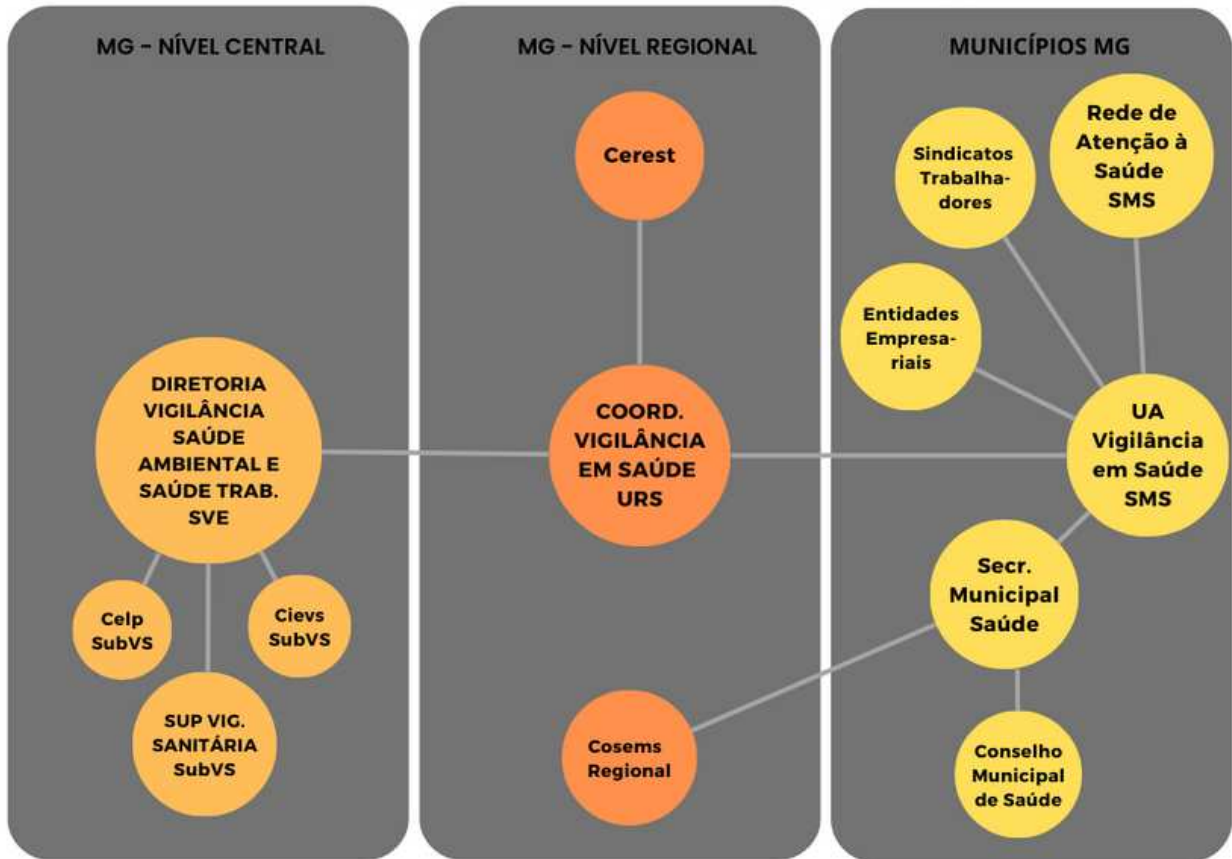 MG – NÍVEL CENTRAL
DIRETORIA
VIGILÂNCIA
SAÚDE
AMBIENTAL E
SAÚDE TRAB.
SVE
Celp
SubVS
Cievs
SubVS
SUP VIG.
SANITÁRIA
SubVS
MG – NÍVEL REGIONAL
Cerest
COORD.
VIGILÂNCIA
EM SAÚDE
URS
Cosems
Regional
MUNICÍPIOS MG
Sindicatos
Trabalha-
dores
Rede de
Atenção à
Saúde
SMS
Entidades
Empresa-
riais
UA
Vigilância
em Saúde
SMS
Secr.
Municipal
Saúde
Conselho
Municipal
de Saúde